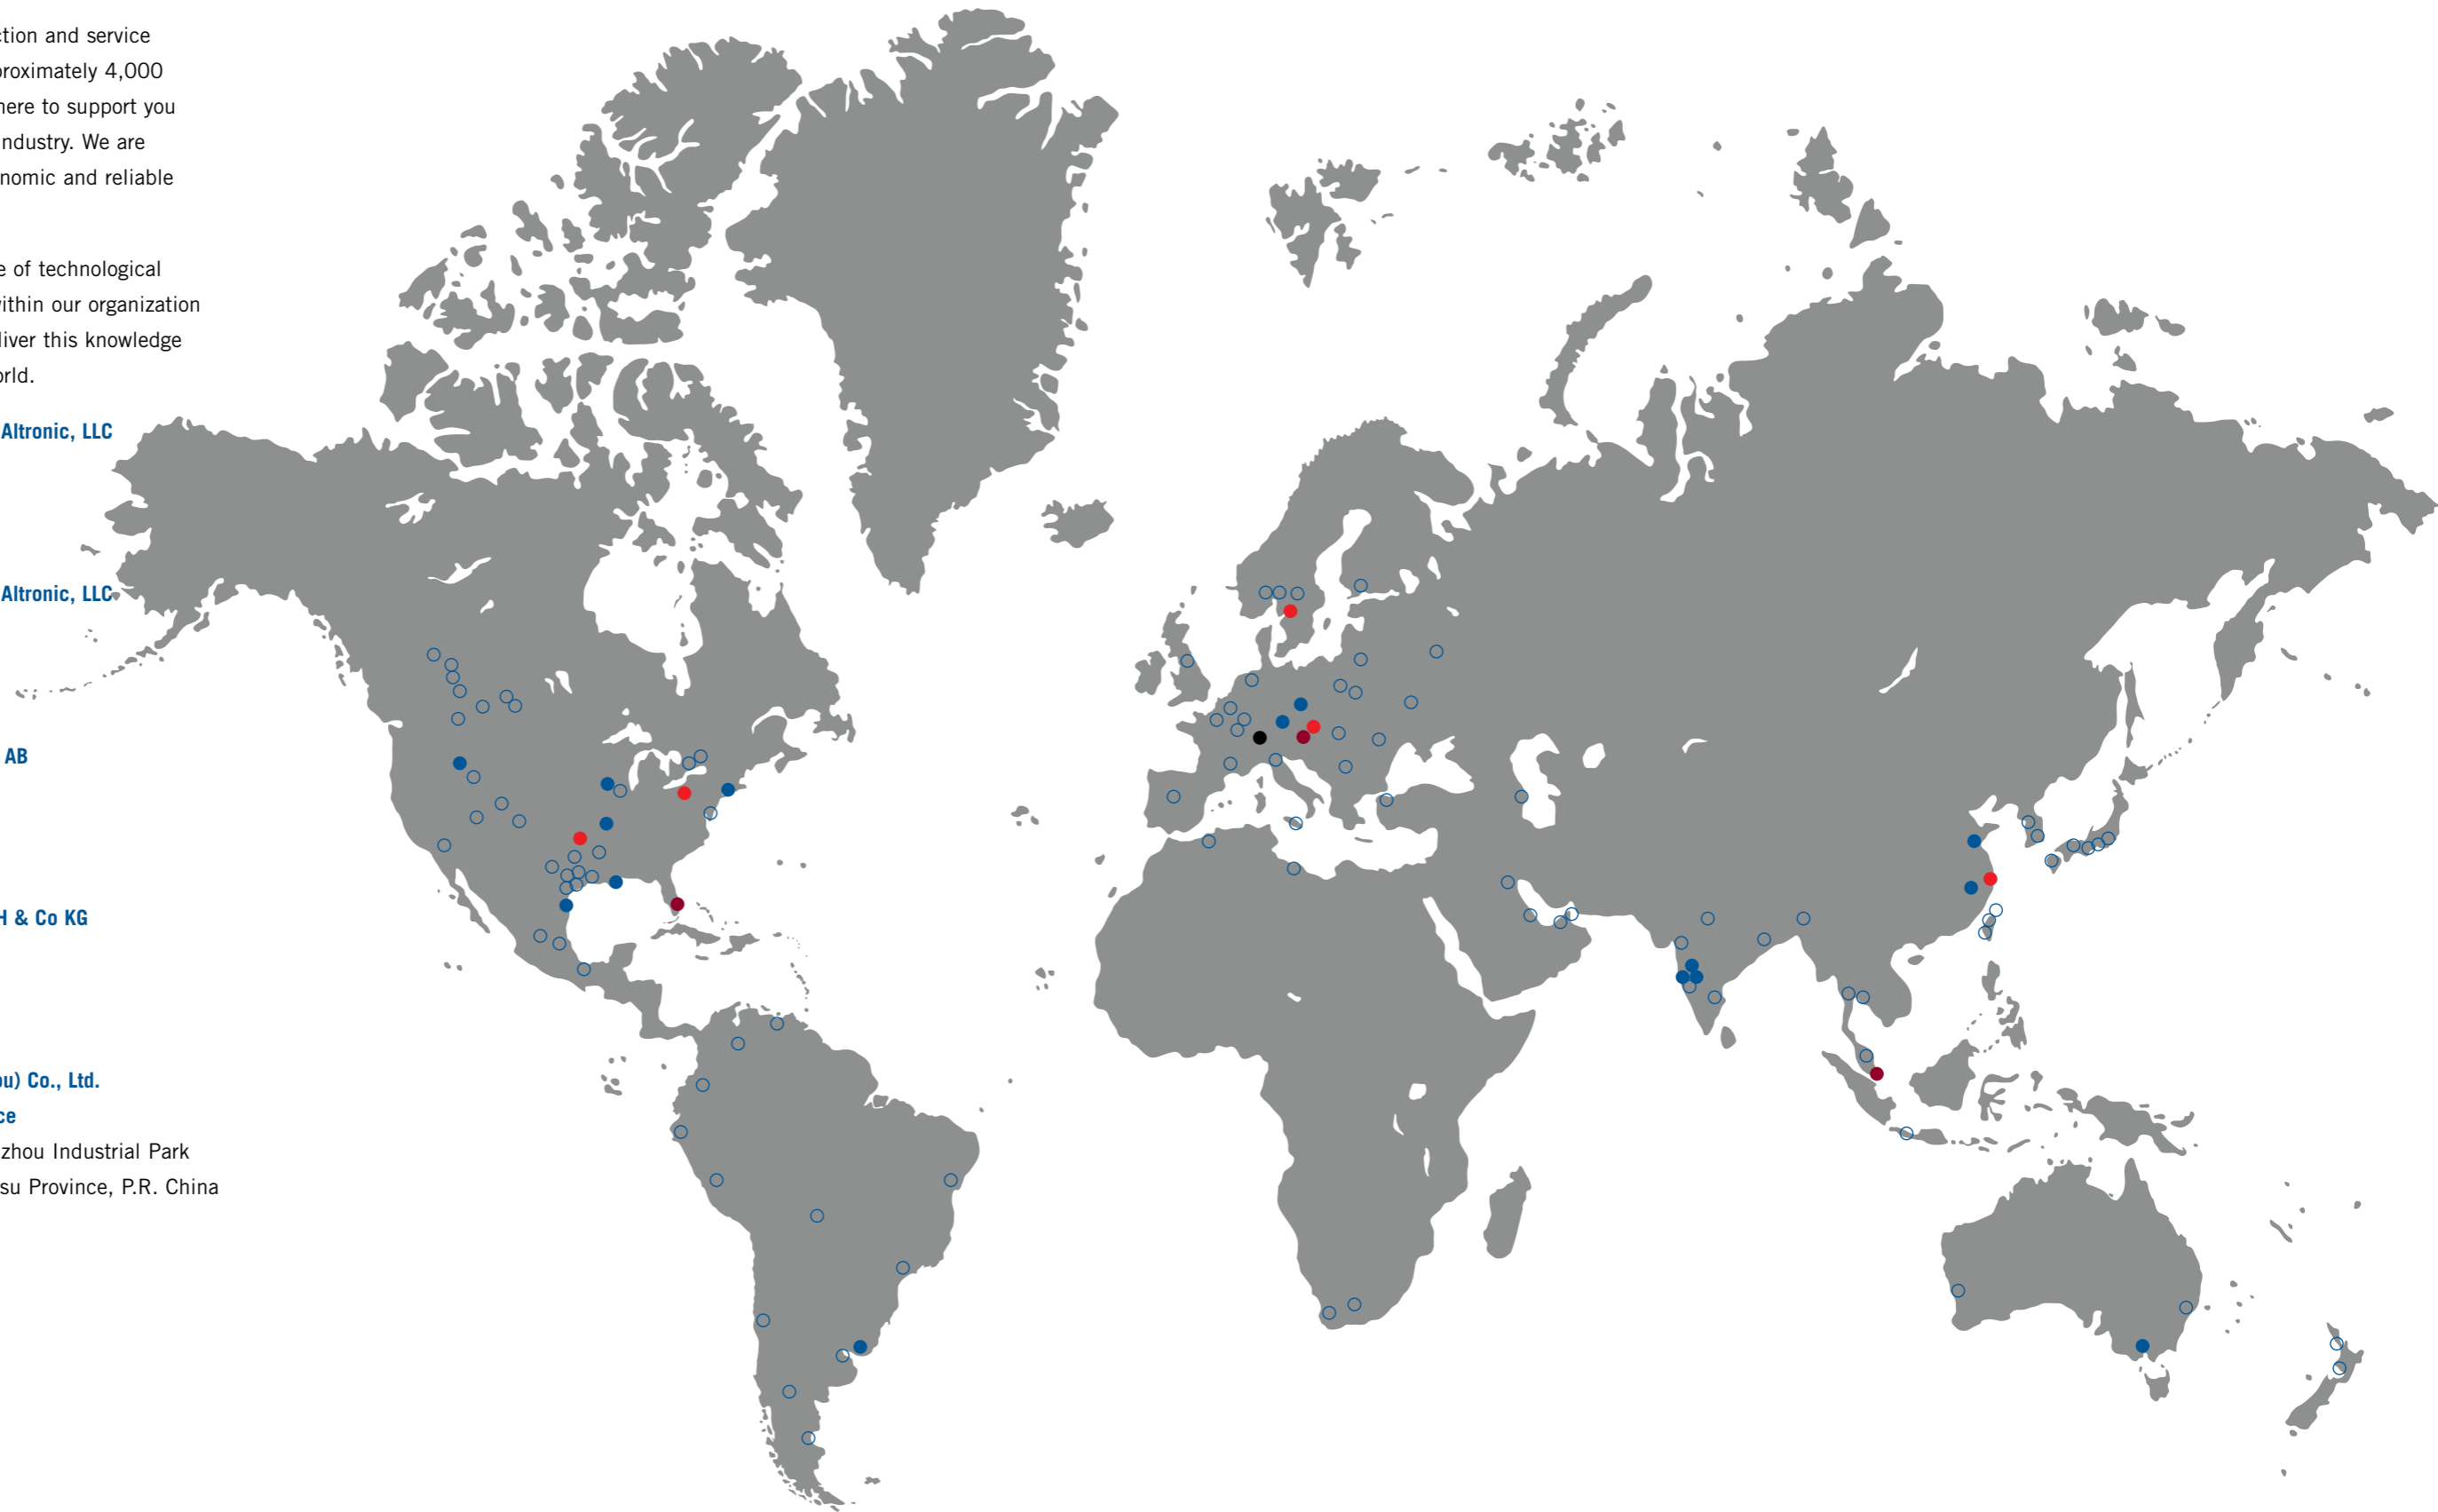 ction and service
proximately 4,000
here to support you
industry. We are
nomic and reliable
e of technological
within our organization
liver this knowledge
orld.
Altronic, LLC
Altronic, LLC
AB
H & Co KG
ou) Co., Ltd.
ce
zhou Industrial Park
su Province, P.R. China